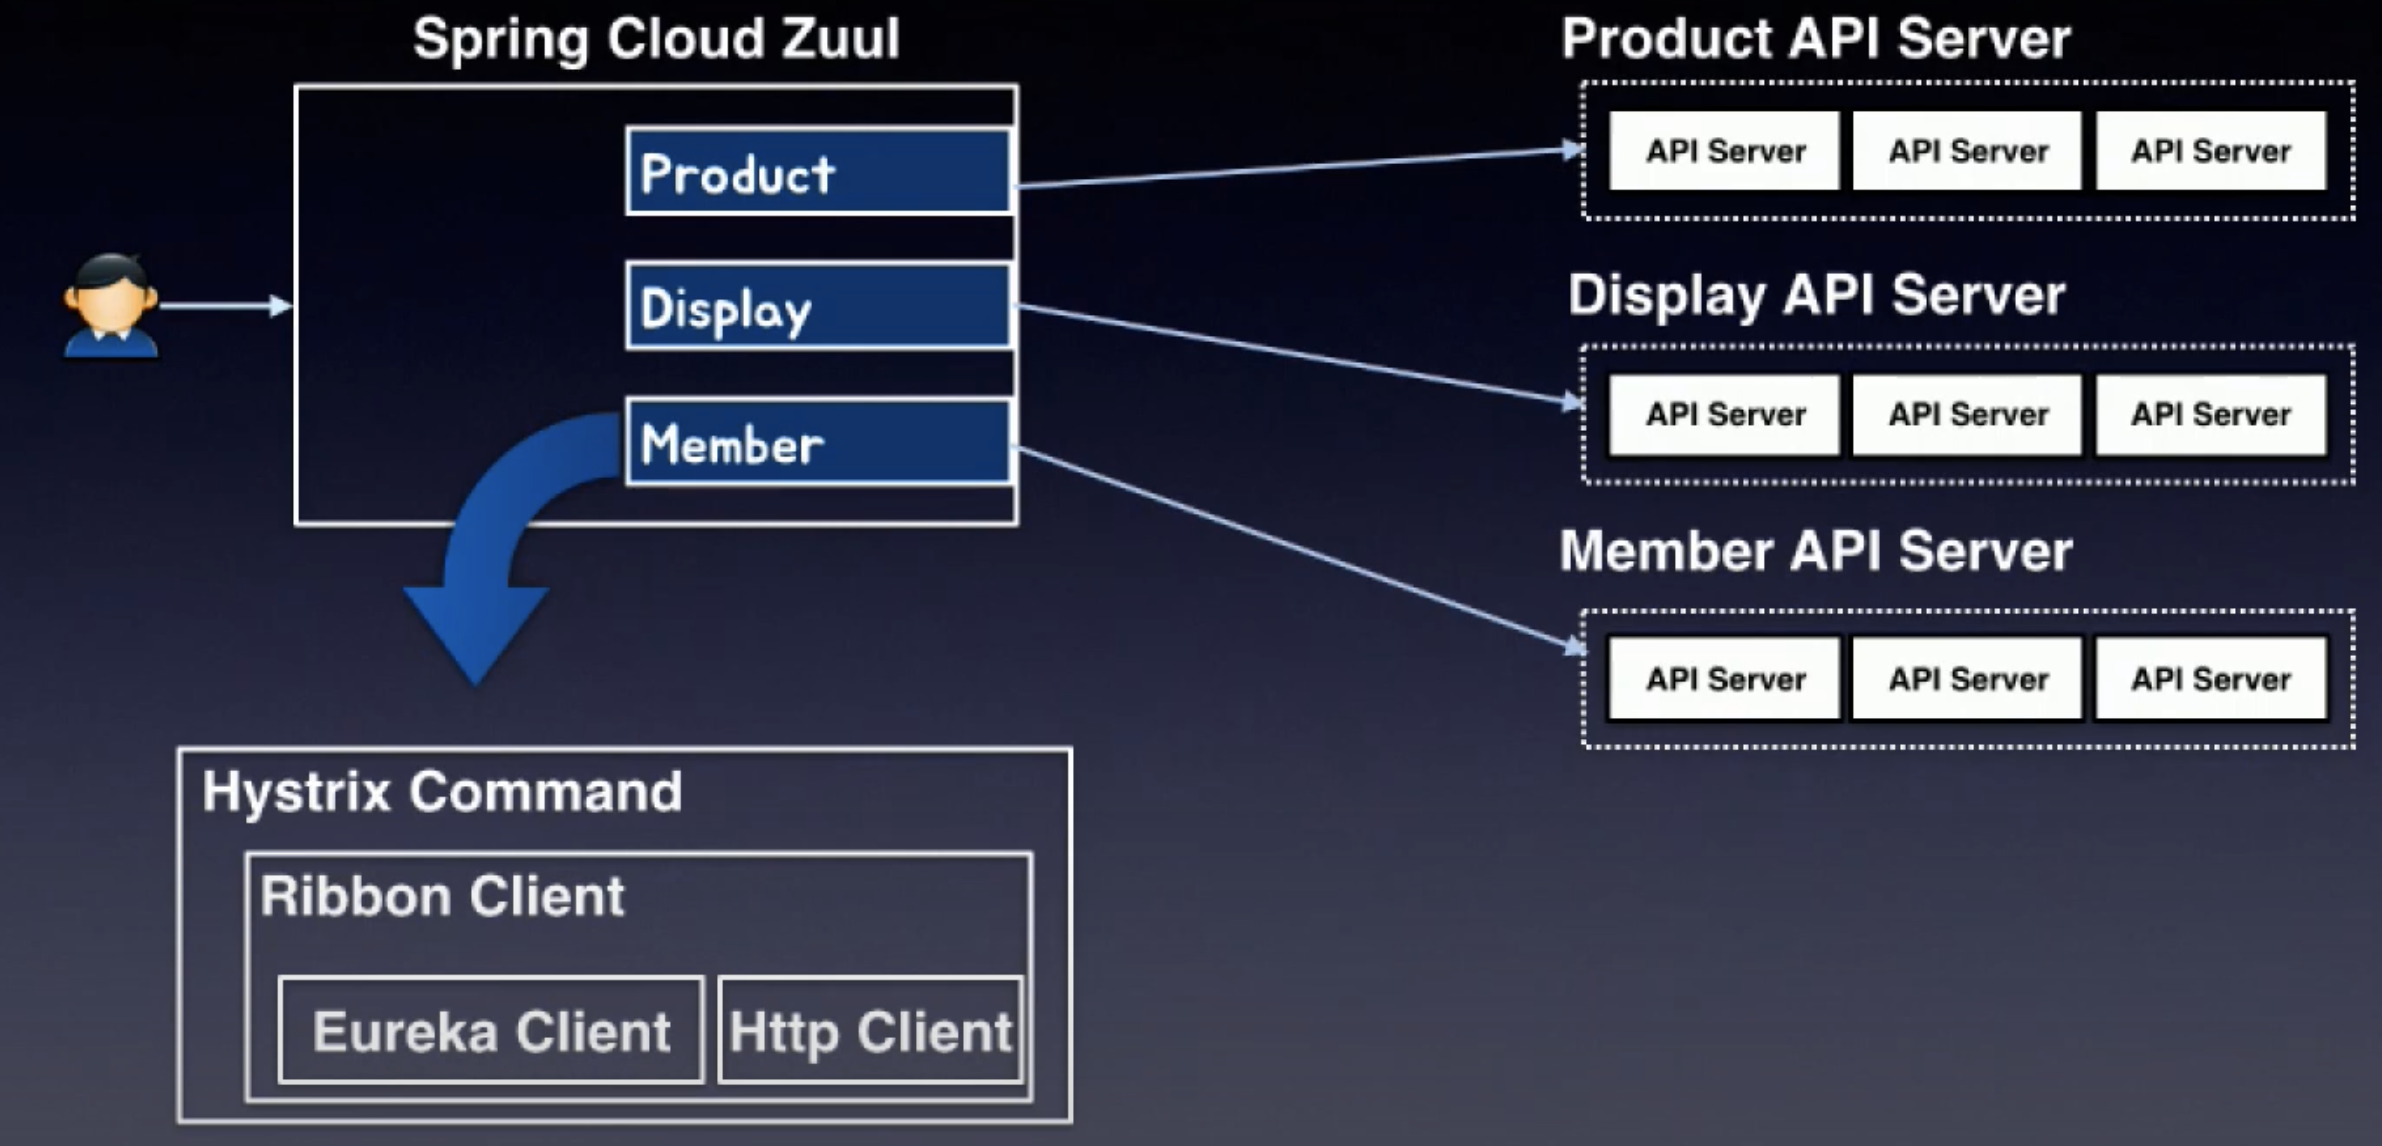 Spring Cloud Zuul
Product
Display
Member
Product API Server
API Server API Server API Server
Display API Server
API Server API Server API Server
Member API Server
API Server API Server API Server
Hystrix Command
Ribbon Client
Eureka Client Http Client